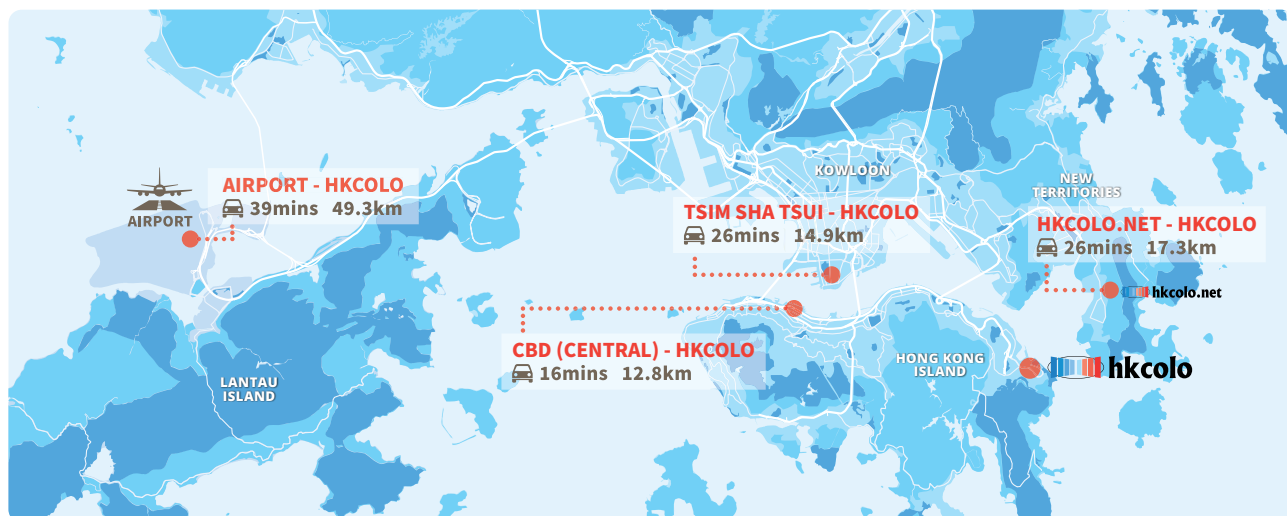 AIRPORT
AIRPORT - HKCOLO
39mins 49.3km
KOWLOON
NEW
TERRITORIES
TSIM SHA TSUI - HKCOLO
26mins 14.9km
HKCOLO.NET - HKCOLO
26mins 17.3km
hkcolo.net
CBD (CENTRAL) - HKCOLO
16mins 12.8km
HONG KONG
ISLAND
hkcolo
LANTAU
ISLAND